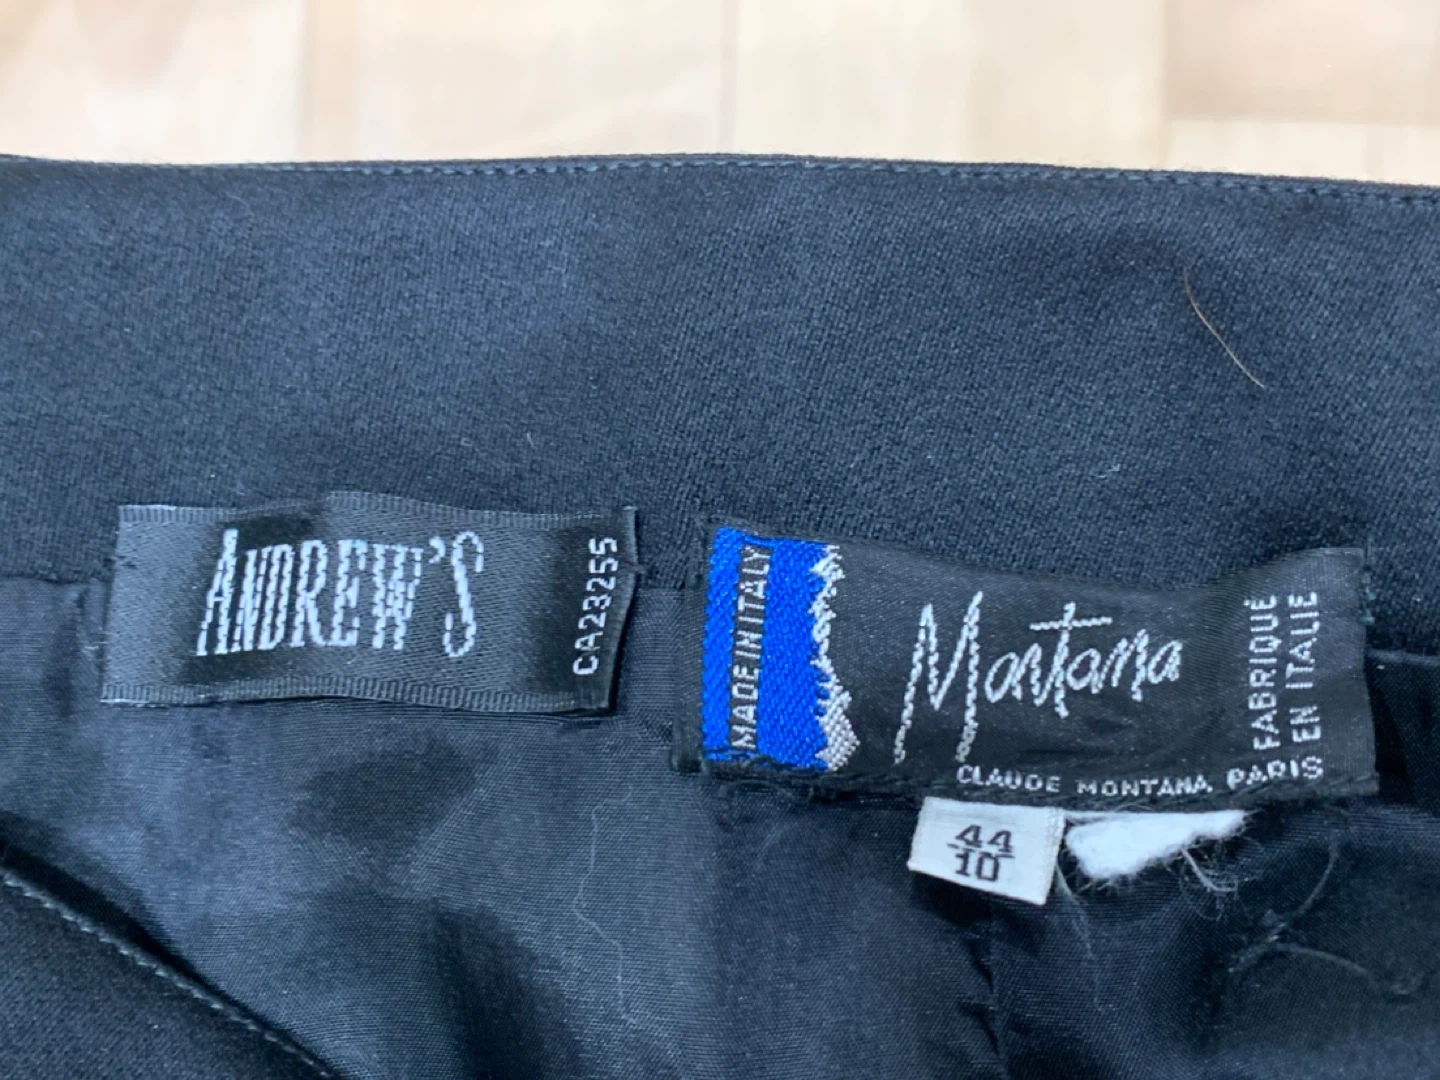 ANDREW'S
CA23255
MADE IN ITALY
Montana
FABRIQUÉ
EN ITALIE
CLAUDE MONTANA PARIS
44
10